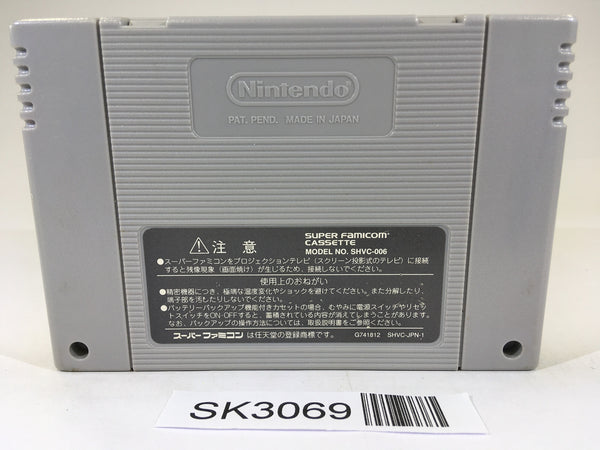 Nintendo
PAT. PEND. MADE IN JAPAN
注意
SUPER FAMICOM
CASSETTE
MODEL NO. SHVC-006
●スーパーファミコンをプロジェクションテレビ（スクリーン投影式のテレビ）に接続
すると残像現象（画面焼け）が生じるため、接続しないでください。
使用上のおねがい
●精密機器につき、極端な温度変化やショックを避けてください。また分解したり、
端子部を汚したりしないでください。
●バッテリーバックアップ機能付きカセットの場合、むやみに電源スイッチやリセッ
トスイッチをON・OFFすると、蓄積されている内容が消えてしまうことがあります。
なお、バックアップの操作方法については、取扱説明書をご参照ください。
スーパーファミコンは任天堂の登録商標です。
G741812 SHVC-JPN-1
SK3069